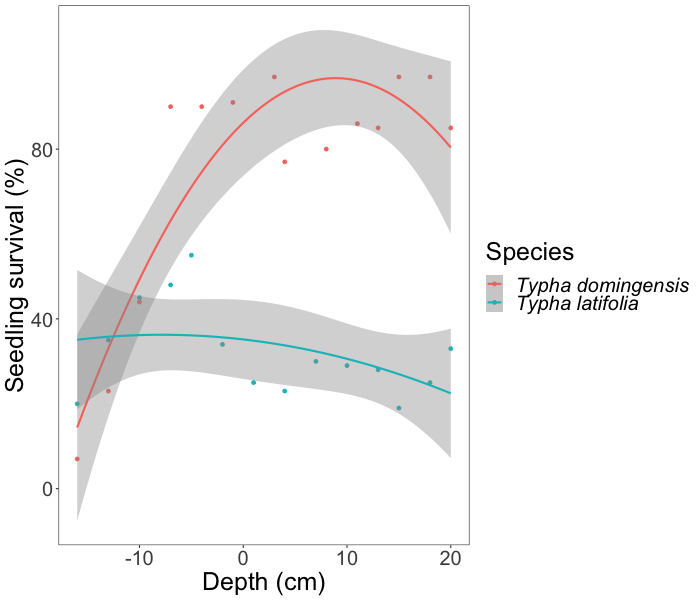 Seedling survival (%)
80
40
0
-10
0
10
20
Depth (cm)
Species
Typha domingensis
Typha latifolia